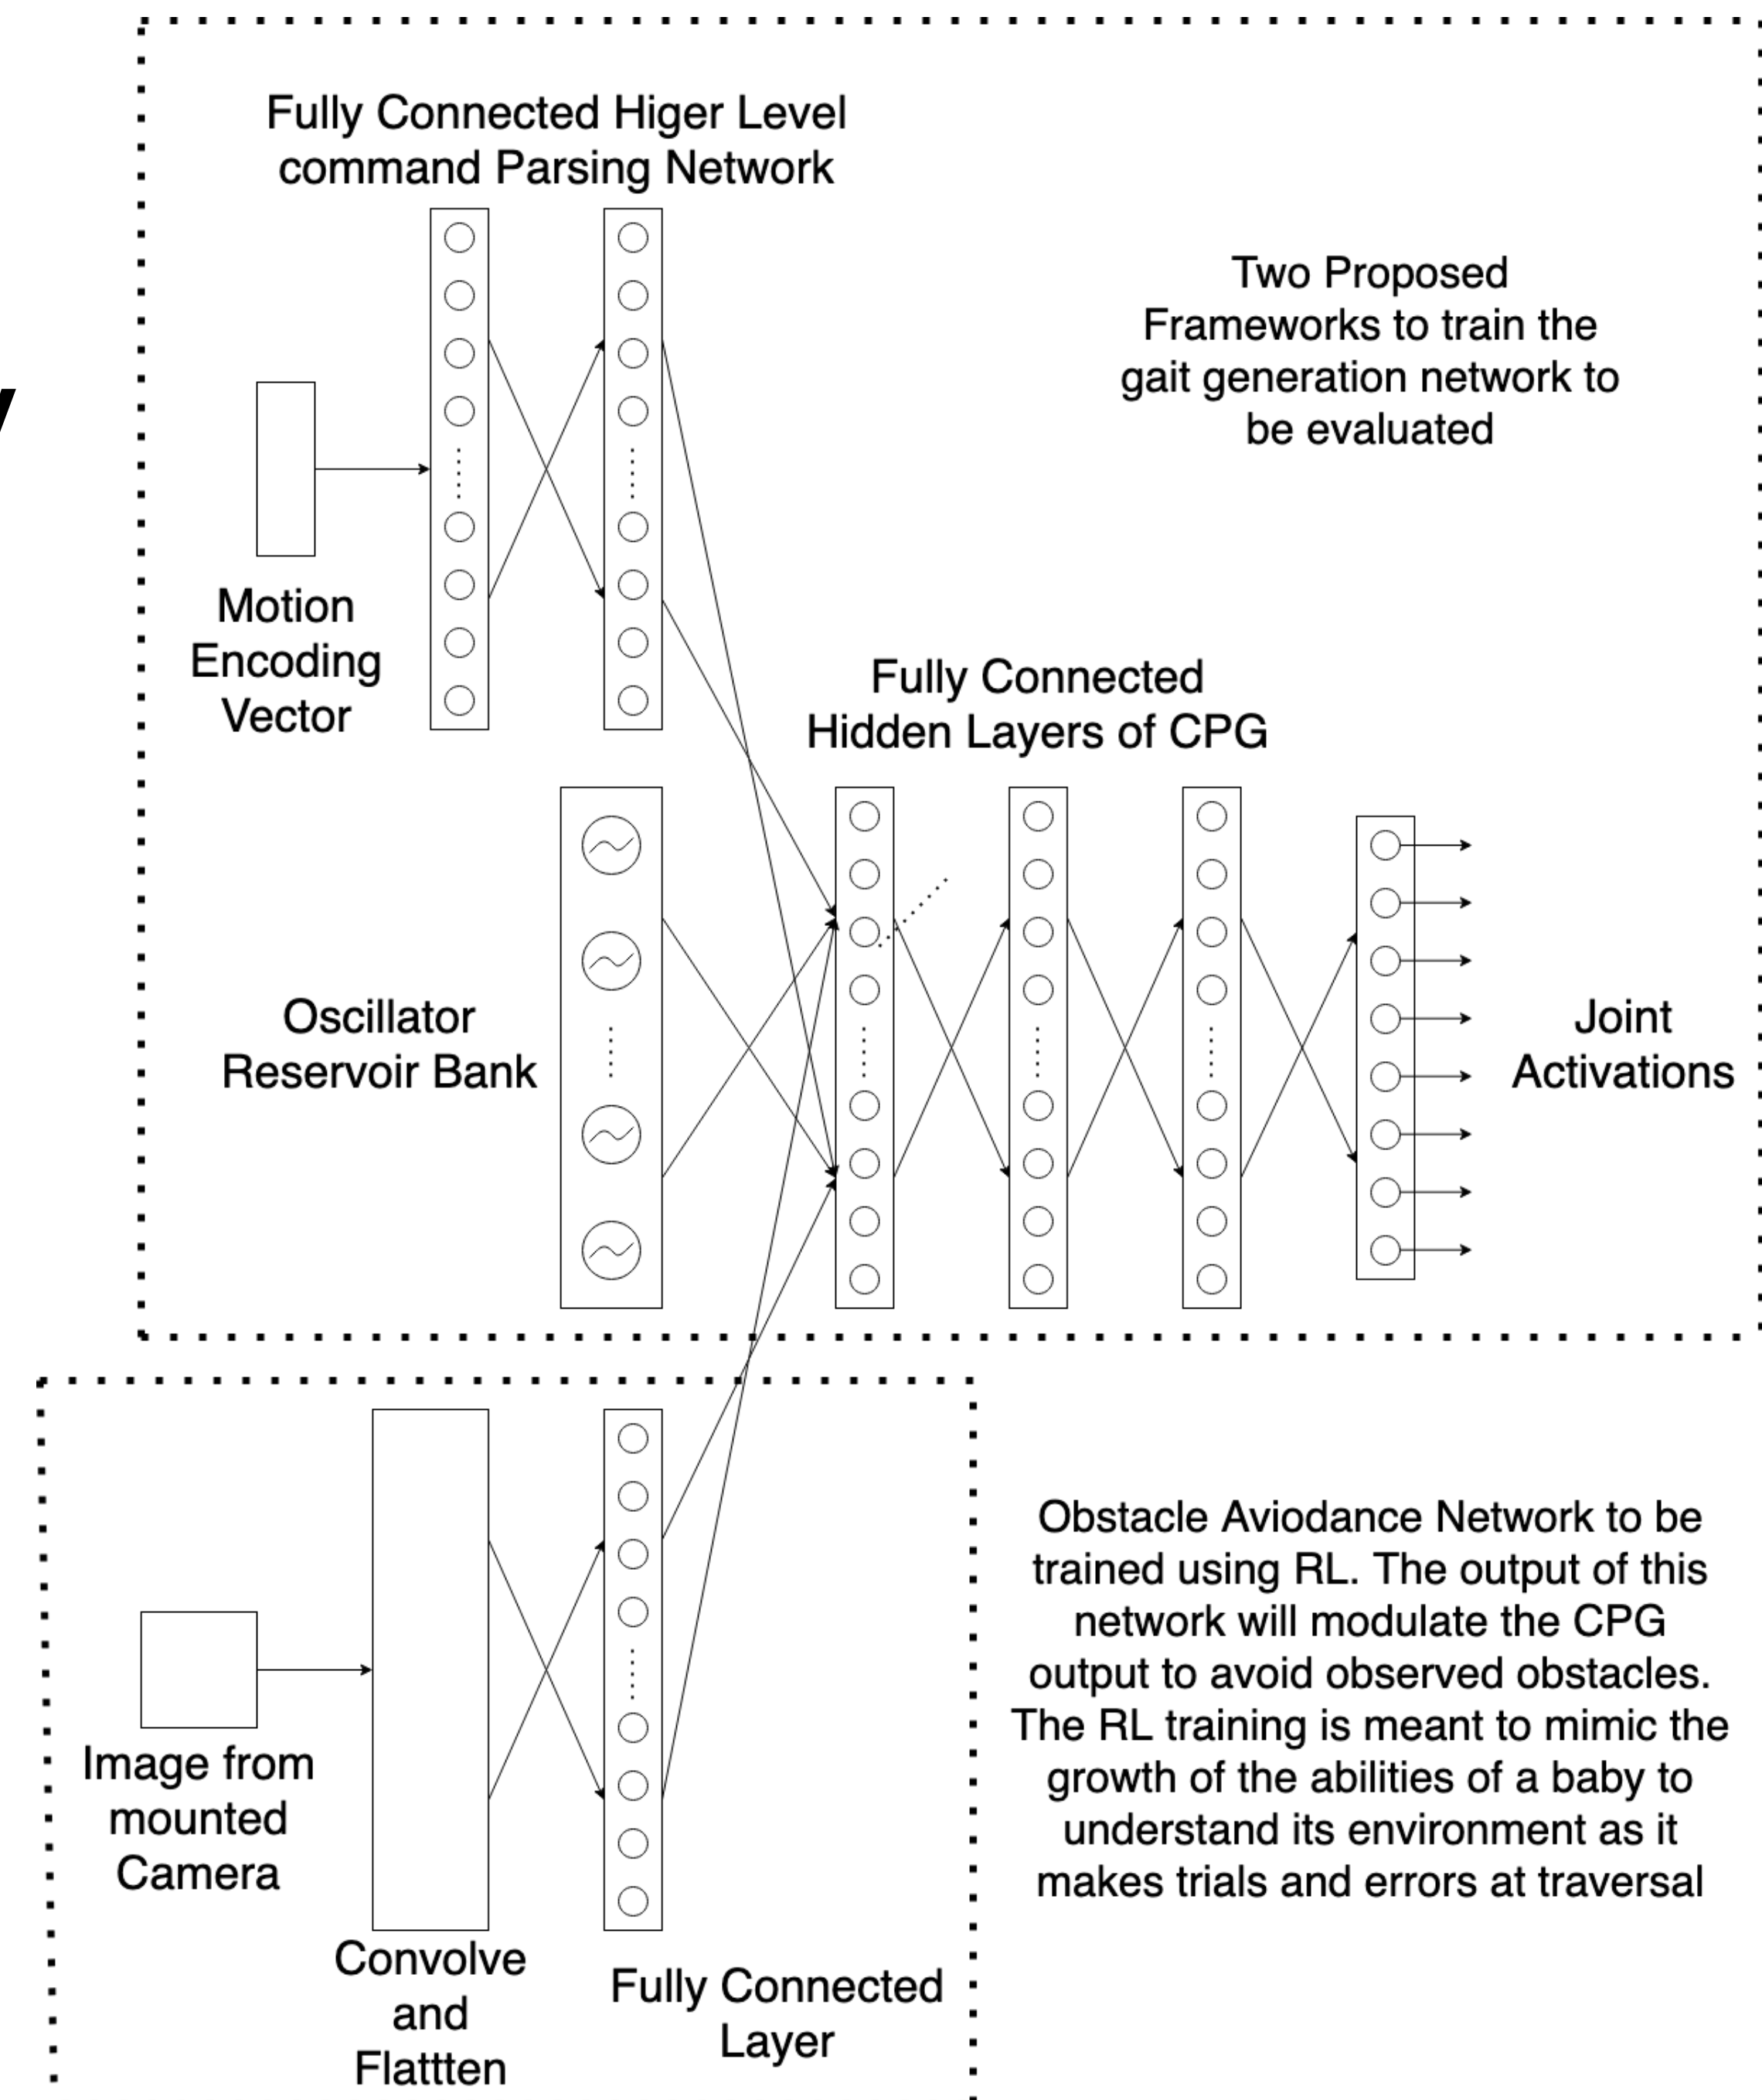 Fully Connected Higer Level
command Parsing Network
Two Proposed
Frameworks to train the
gait generation network to
be evaluated
Motion
Encoding
Vector
Fully Connected
Hidden Layers of CPG
Oscillator
Reservoir Bank
Joint
Activations
Image from
mounted
Camera
Convolve
and
Flattten
Fully Connected
Layer
Obstacle Aviodance Network to be
trained using RL. The output of this
network will modulate the CPG
output to avoid observed obstacles.
The RL training is meant to mimic the
growth of the abilities of a baby to
understand its environment as it
makes trials and errors at traversal